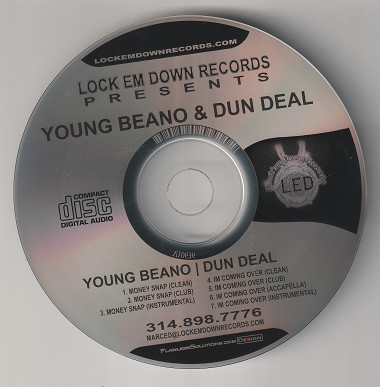 LOCKEMDOWNRECORDS.COM
LOCK EM DOWN RECORDS
PRESENTS
YOUNG BEANO & DUN DEAL
LED
COMPACT
disc
DIGITAL AUDIO
YOUNG BEANO | DUN DEAL
1. MONEY SNAP (CLEAN)
2. MONEY SNAP (CLUB)
3. MONEY SNAP (INSTRUMENTAL)
4. IM COMING OVER (CLEAN)
5. IM COMING OVER (CLUB)
6. IM COMING OVER (ACCAPELLA)
7. IM COMING OVER (INSTRUMENTAL)
314.898.7776
MARCEO@LOCKEMDOWNRECORDS.COM
FLAWLESSSOLUTIONS.COM DESIGN